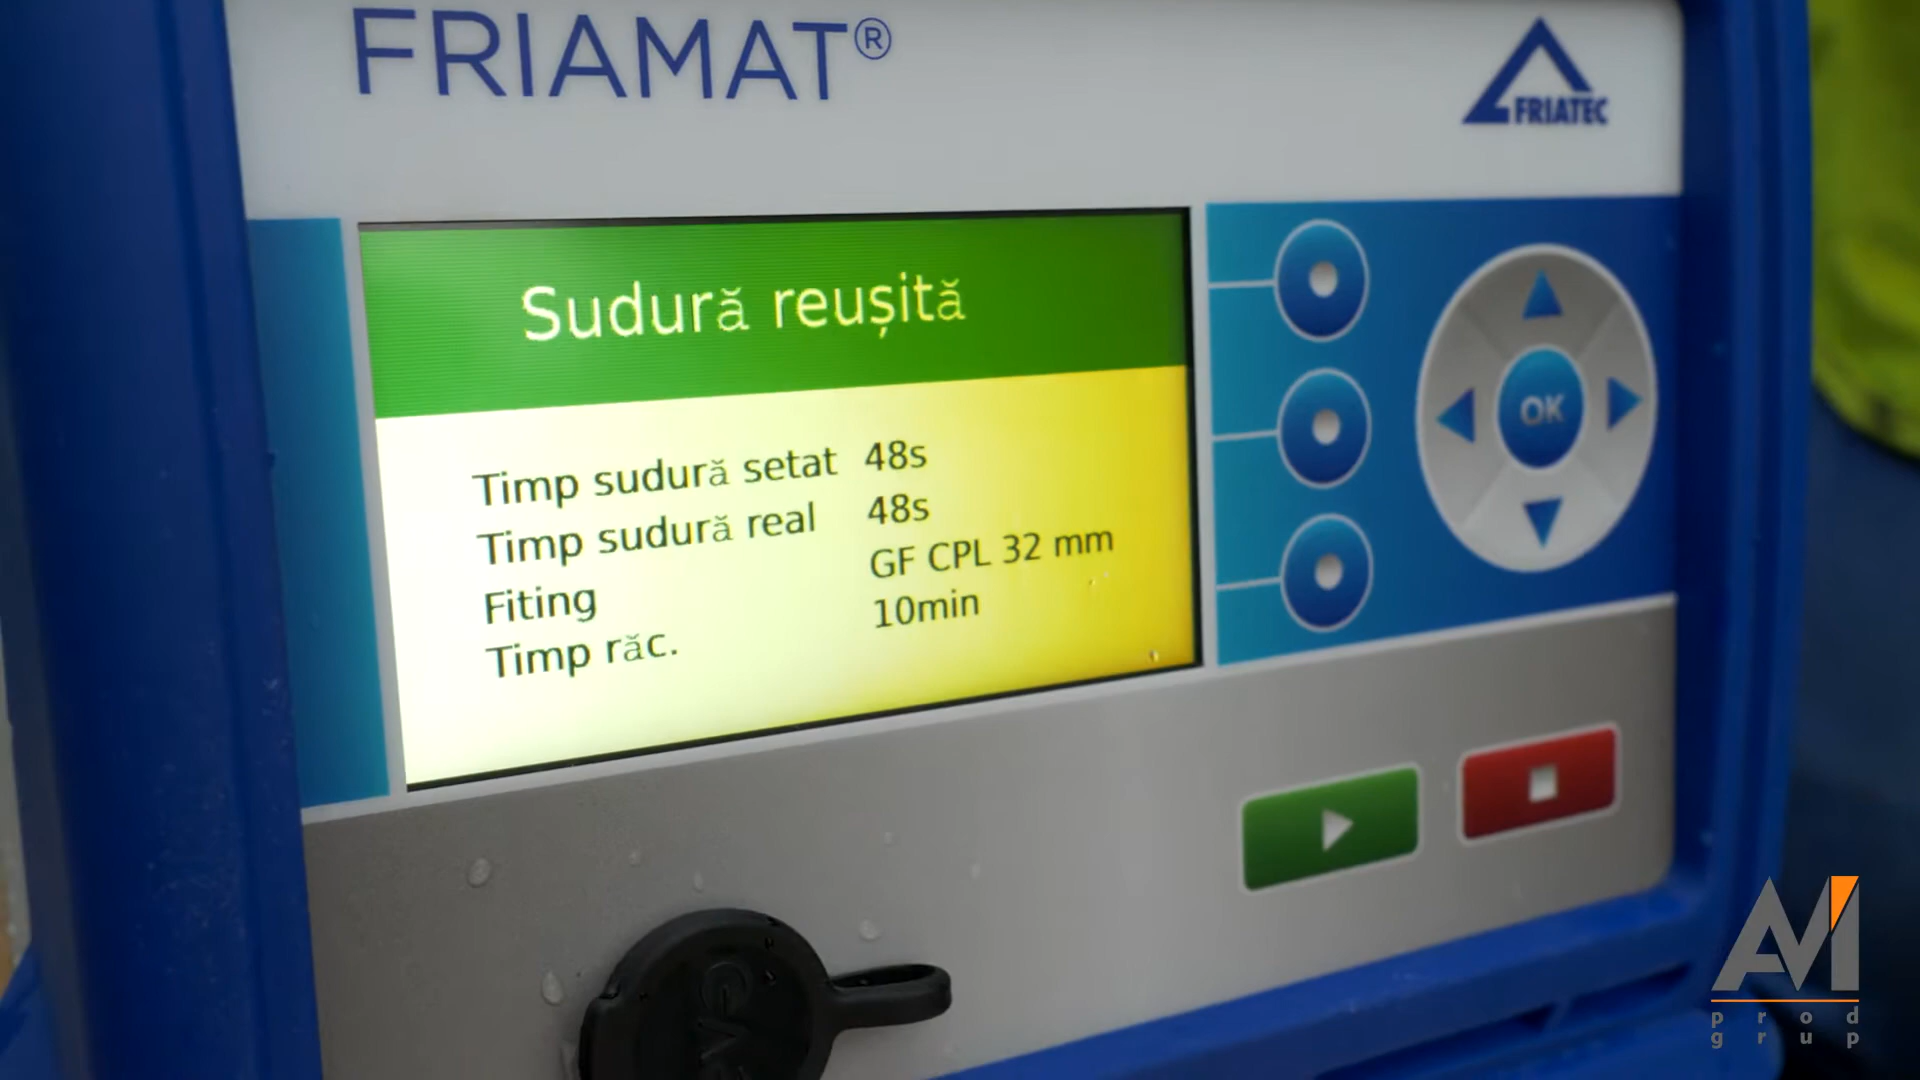 FRIAMAT®
FRIATEC
Sudură reușită
Timp sudură setat 48s
Timp sudură real 48s
Fiting GF CPL 32 mm
Timp răc. 10min
OK
AVI
prod
grup